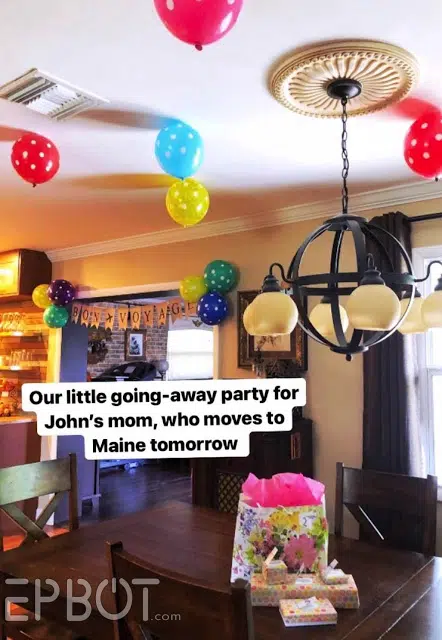 BON VOYAGE
Our little going-away party for
John's mom, who moves to
Maine tomorrow
EPBOT.com